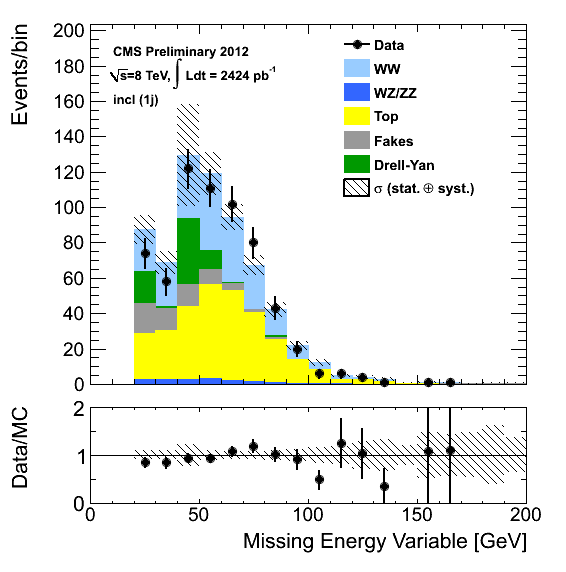 Events/bin
200
180
160
140
120
100
80
60
40
20
0
CMS Preliminary 2012
√s=8 TeV, ∫ Ldt = 2424 pb⁻¹
incl (1j)
Data
WW
WZ/ZZ
Top
Fakes
Drell-Yan
σ (stat. ⊕ syst.)
Data/MC
2
1
0
0 50 100 150 200
Missing Energy Variable [GeV]